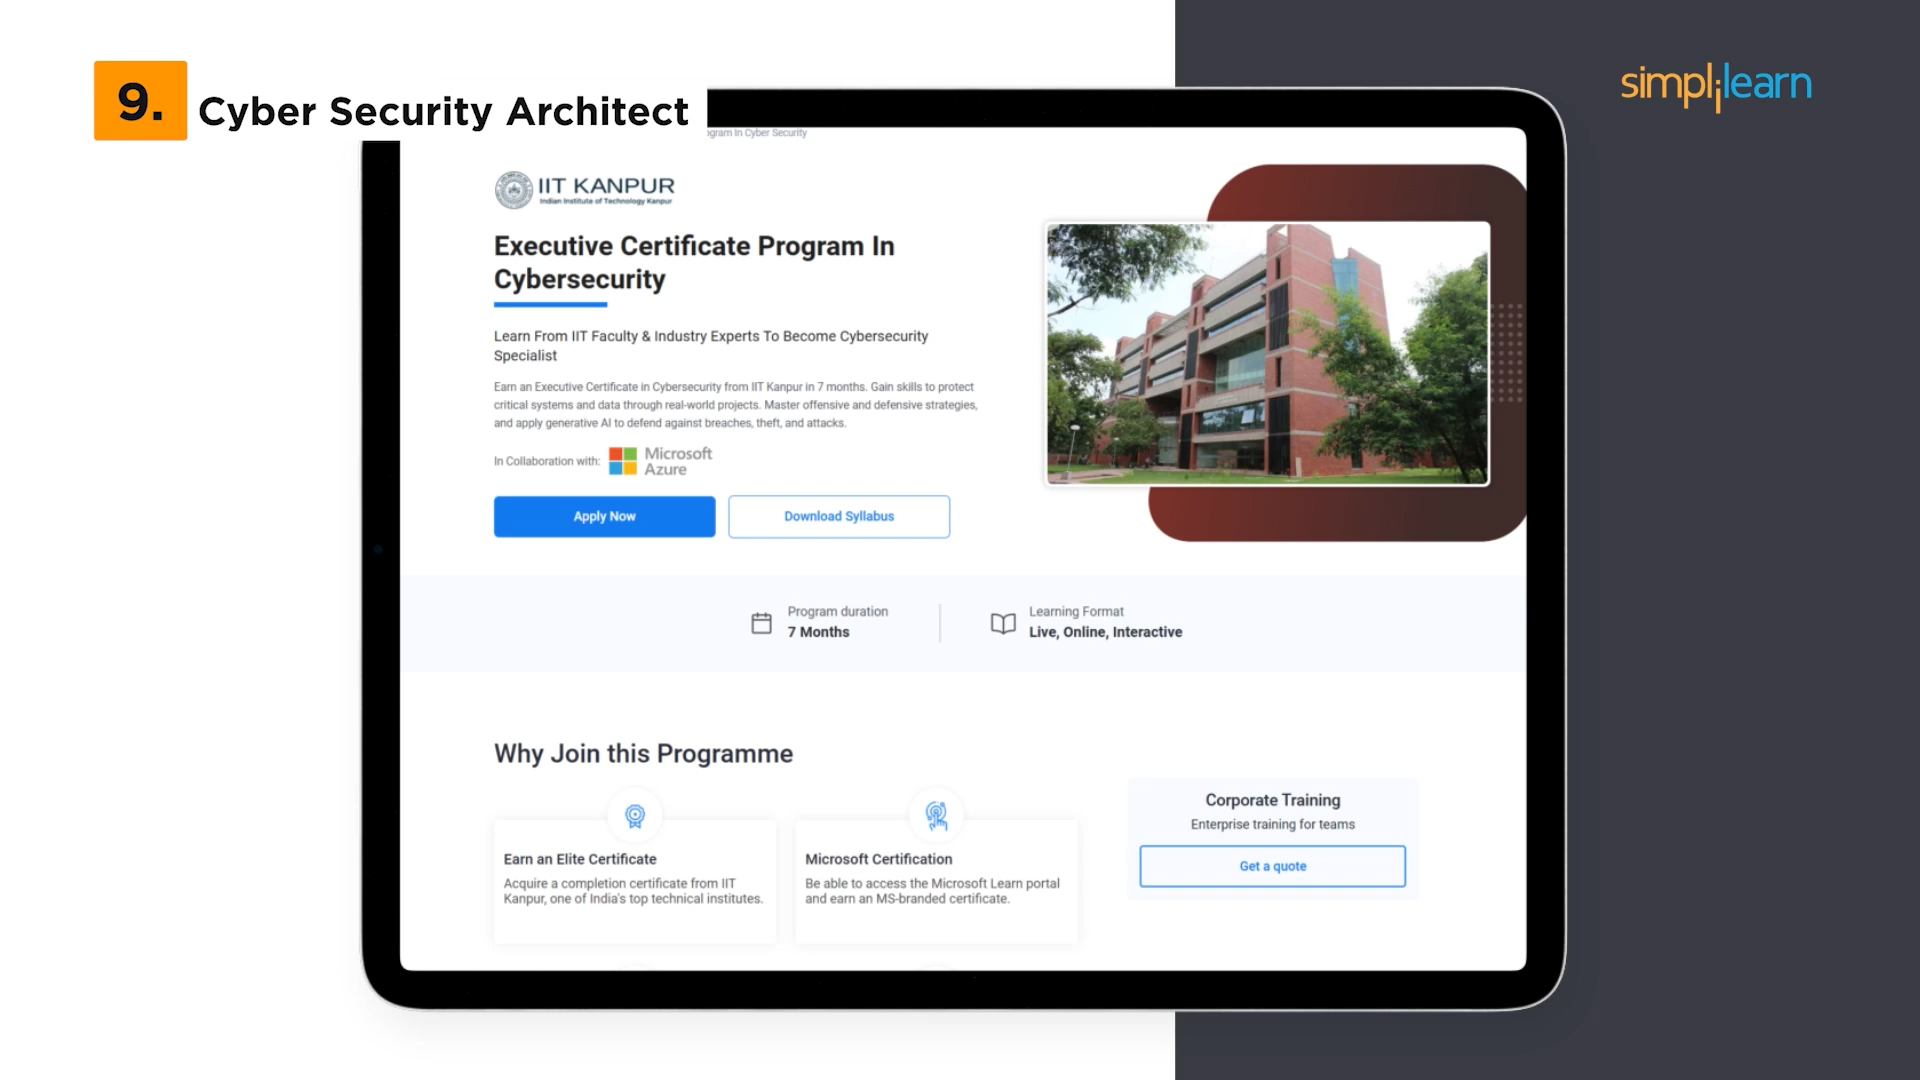 9.
Cyber Security Architect
simplilearn
ogram In Cyber Security
IIT KANPUR
Indian Institute of Technology Kanpur
Executive Certificate Program In
Cybersecurity
Learn From IIT Faculty & Industry Experts To Become Cybersecurity
Specialist
Earn an Executive Certificate in Cybersecurity from IIT Kanpur in 7 months. Gain skills to protect
critical systems and data through real-world projects. Master offensive and defensive strategies,
and apply generative AI to defend against breaches, theft, and attacks.
In Collaboration with:
Microsoft
Azure
Apply Now
Download Syllabus
Program duration
7 Months
Learning Format
Live, Online, Interactive
Why Join this Programme
Earn an Elite Certificate
Acquire a completion certificate from IIT
Kanpur, one of India's top technical institutes.
Microsoft Certification
Be able to access the Microsoft Learn portal
and earn an MS-branded certificate.
Corporate Training
Enterprise training for teams
Get a quote